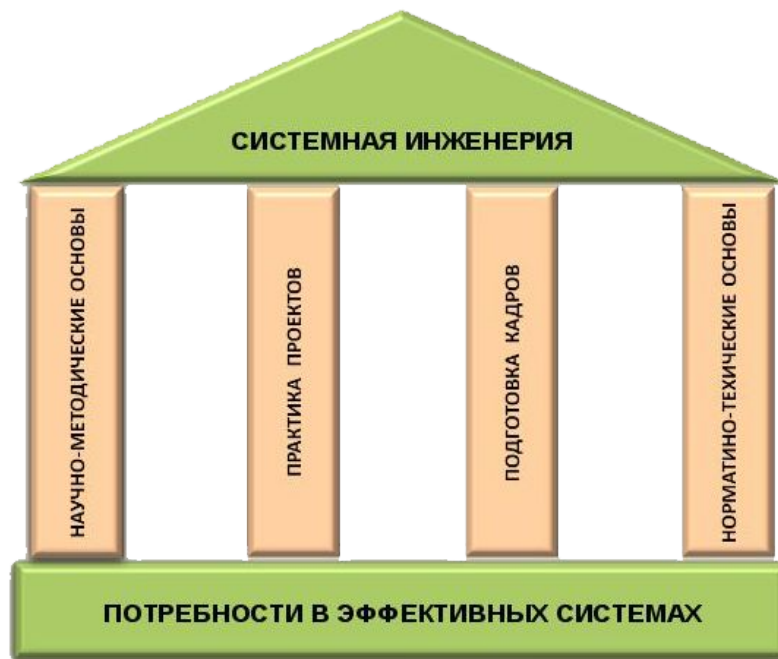 СИСТЕМНАЯ ИНЖЕНЕРИЯ
НАУЧНО-МЕТОДИЧЕСКИЕ ОСНОВЫ
ПРАКТИКА ПРОЕКТОВ
ПОДГОТОВКА КАДРОВ
НОРМАТИНО-ТЕХИЧЕСКИЕ ОСНОВЫ
ПОТРЕБНОСТИ В ЭФФЕКТИВНЫХ СИСТЕМАХ